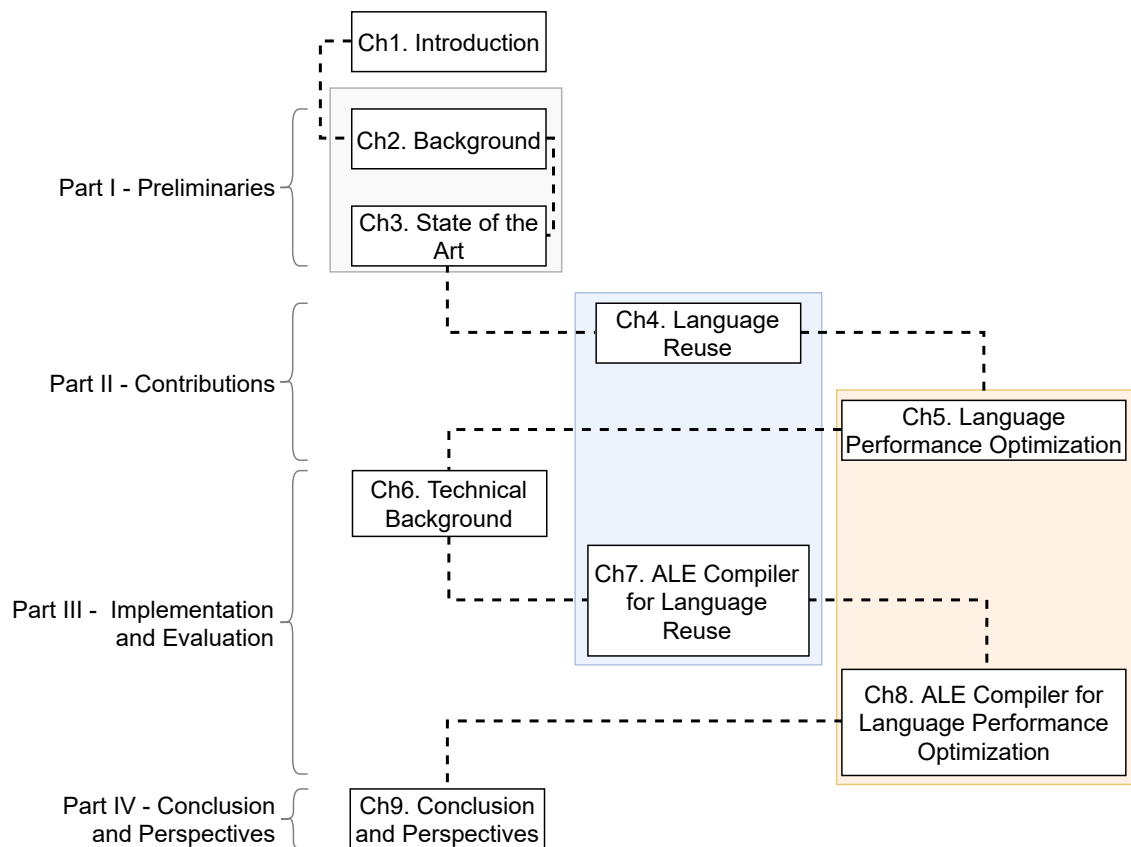 Ch1. Introduction
Part I - Preliminaries
Ch2. Background
Ch3. State of the
Art
Part II - Contributions
Ch4. Language
Reuse
Ch5. Language
Performance Optimization
Part III - Implementation
and Evaluation
Ch6. Technical
Background
Ch7. ALE Compiler
for Language
Reuse
Ch8. ALE Compiler for
Language Performance
Optimization
Part IV - Conclusion
and Perspectives
Ch9. Conclusion
and Perspectives